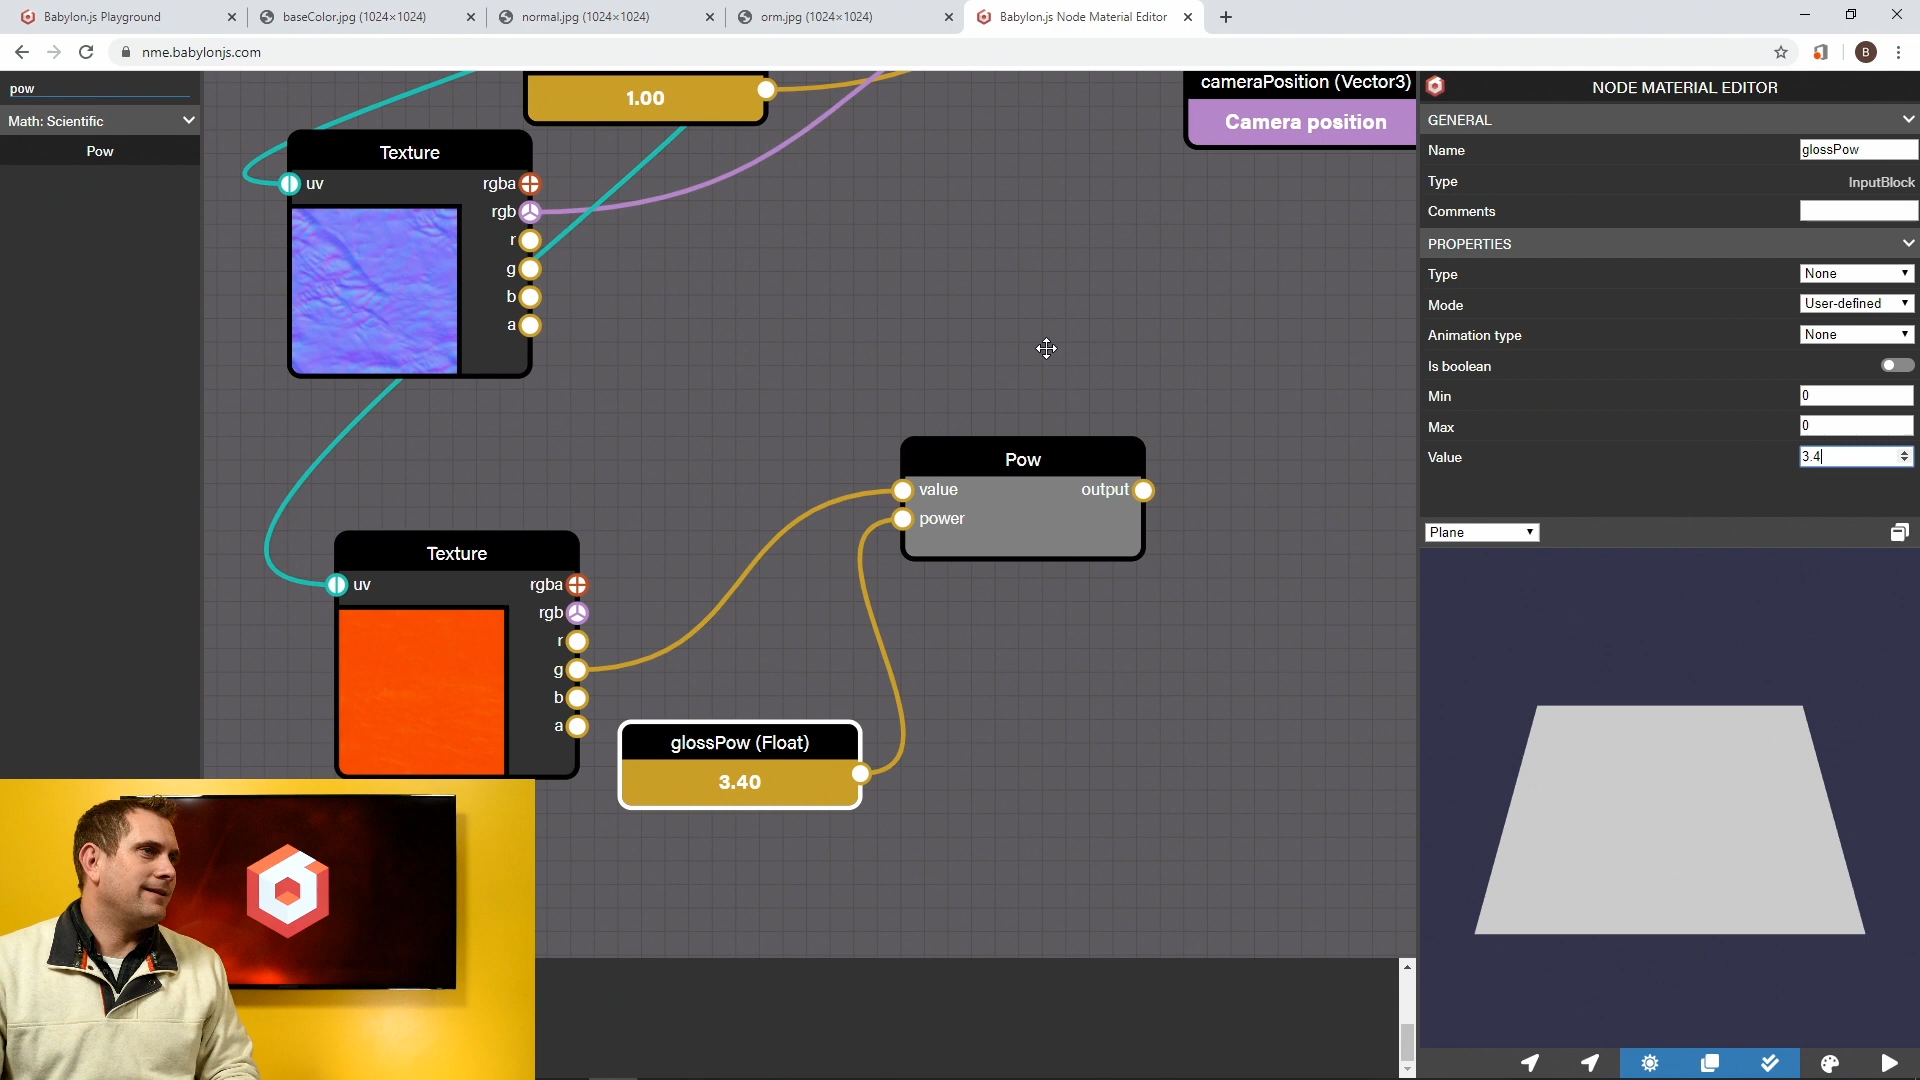 Babylon.js Playground
baseColor.jpg (1024×1024)
normal.jpg (1024×1024)
orm.jpg (1024×1024)
Babylon.js Node Material Editor
nme.babylonjs.com
B
pow
Math: Scientific
Pow
1.00
Texture
uv
rgba
rgb
r
g
b
a
cameraPosition (Vector3)
Camera position
Pow
value
output
power
Texture
uv
rgba
rgb
r
g
b
a
glossPow (Float)
3.40
NODE MATERIAL EDITOR
GENERAL
Name
glossPow
Type
InputBlock
Comments
PROPERTIES
Type
None
Mode
User-defined
Animation type
None
Is boolean
Min
0
Max
0
Value
3.4
Plane